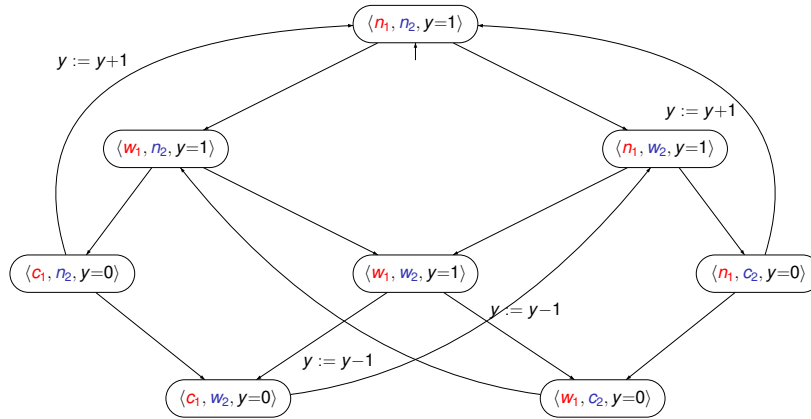 ⟨n₁, n₂, y=1⟩
y := y+1
y := y+1
⟨w₁, n₂, y=1⟩
⟨n₁, w₂, y=1⟩
⟨c₁, n₂, y=0⟩
⟨w₁, w₂, y=1⟩
⟨n₁, c₂, y=0⟩
y := y−1
y := y−1
⟨c₁, w₂, y=0⟩
⟨w₁, c₂, y=0⟩